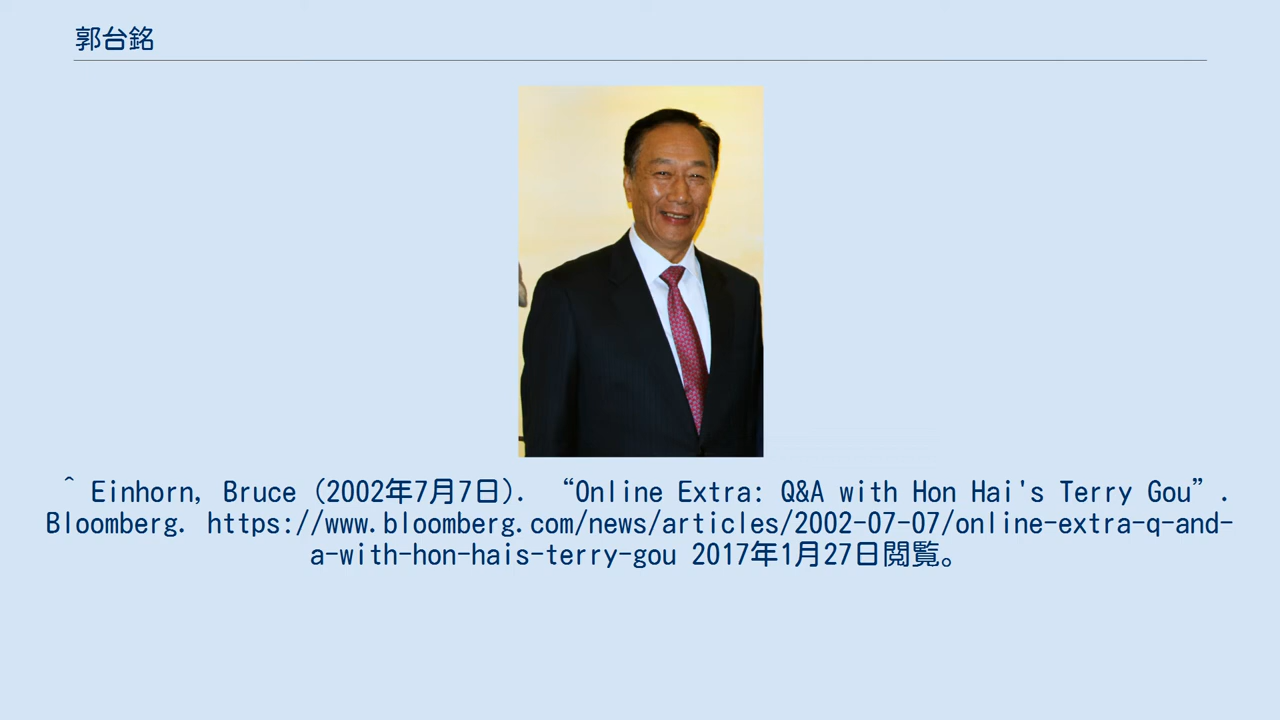 郭台銘
^ Einhorn, Bruce (2002年7月7日). “Online Extra: Q&A with Hon Hai's Terry Gou”.
Bloomberg. https://www.bloomberg.com/news/articles/2002-07-07/online-extra-q-and-
a-with-hon-hais-terry-gou 2017年1月27日閲覧。